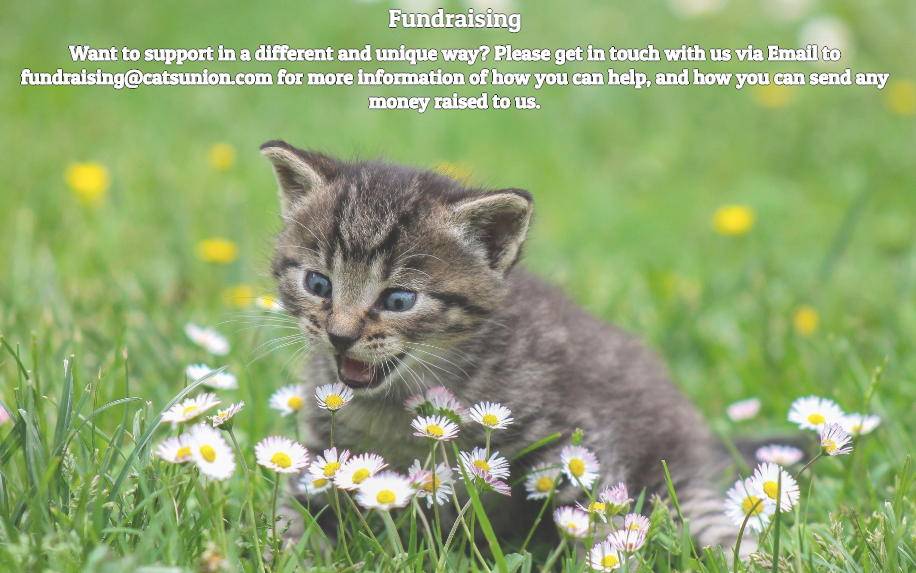 Fundraising
Want to support in a different and unique way? Please get in touch with us via Email to
fundraising@catsunion.com for more information of how you can help, and how you can send any
money raised to us.